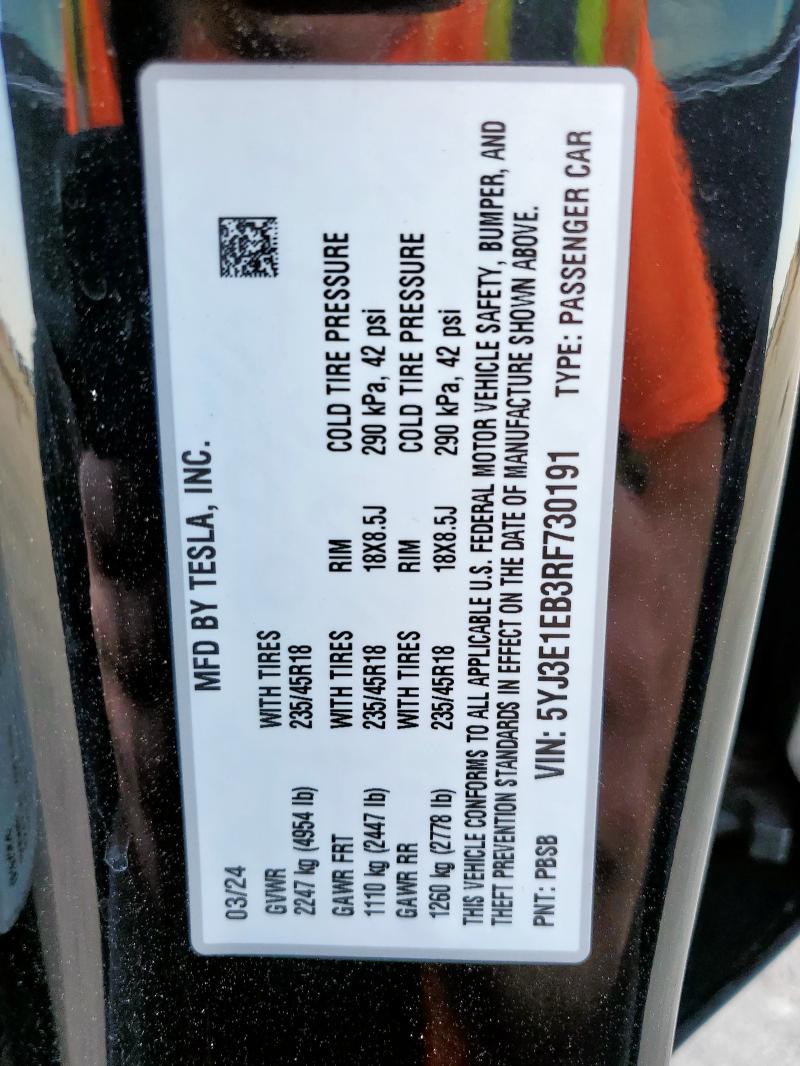 MFD BY TESLA, INC.
03/24
GVWR WITH TIRES
2247 kg (4954 lb) 235/45R18
GAWR FRT WITH TIRES RIM COLD TIRE PRESSURE
1110 kg (2447 lb) 235/45R18 18X8.5J 290 kPa, 42 psi
GAWR RR WITH TIRES RIM COLD TIRE PRESSURE
1260 kg (2778 lb) 235/45R18 18X8.5J 290 kPa, 42 psi
THIS VEHICLE CONFORMS TO ALL APPLICABLE U.S. FEDERAL MOTOR VEHICLE SAFETY, BUMPER, AND
THEFT PREVENTION STANDARDS IN EFFECT ON THE DATE OF MANUFACTURE SHOWN ABOVE.
PNT: PBSB VIN: 5YJ3E1EB3RF730191 TYPE: PASSENGER CAR